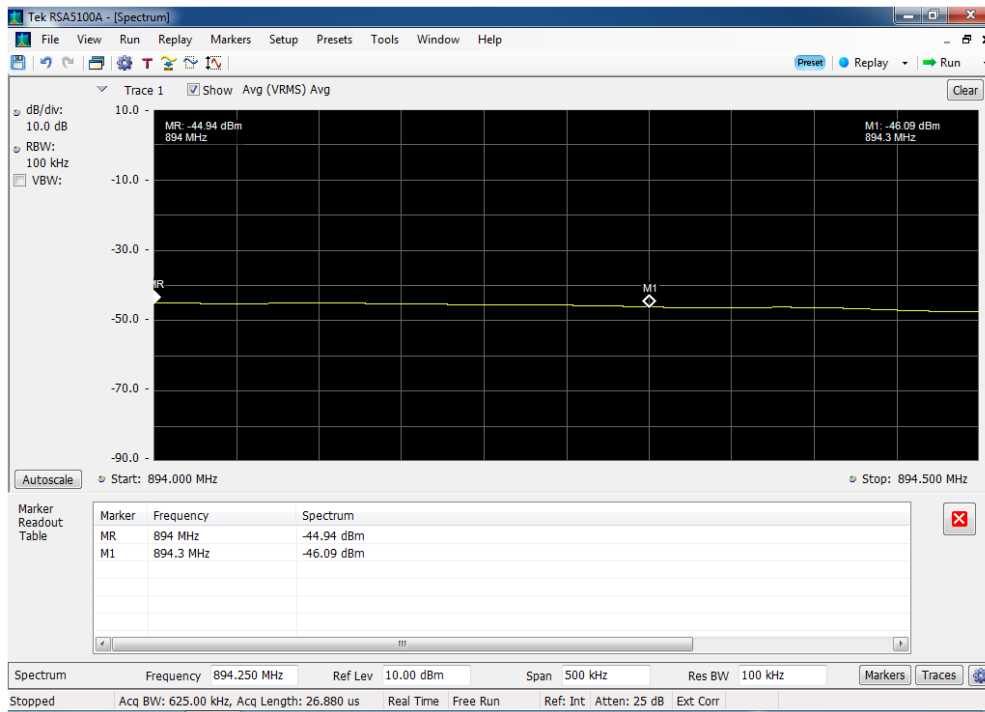 Tek RSA5100A - [Spectrum]
File View Run Replay Markers Setup Presets Tools Window Help
T Preset Replay Run
Trace 1 Show Avg (VRMS) Avg Clear
dB/div:
10.0 dB
RBW:
100 kHz
VBW:
10.0
-10.0
-30.0
-50.0
-70.0
-90.0
MR: -44.94 dBm
894 MHz
M1: -46.09 dBm
894.3 MHz
MR
M1
Autoscale Start: 894.000 MHz Stop: 894.500 MHz
Marker
Readout
Table
Marker Frequency Spectrum
MR 894 MHz -44.94 dBm
M1 894.3 MHz -46.09 dBm
Spectrum Frequency 894.250 MHz Ref Lev 10.00 dBm Span 500 kHz Res BW 100 kHz Markers Traces
Stopped Acq BW: 625.00 kHz, Acq Length: 26.880 us Real Time Free Run Ref: Int Atten: 25 dB Ext Corr